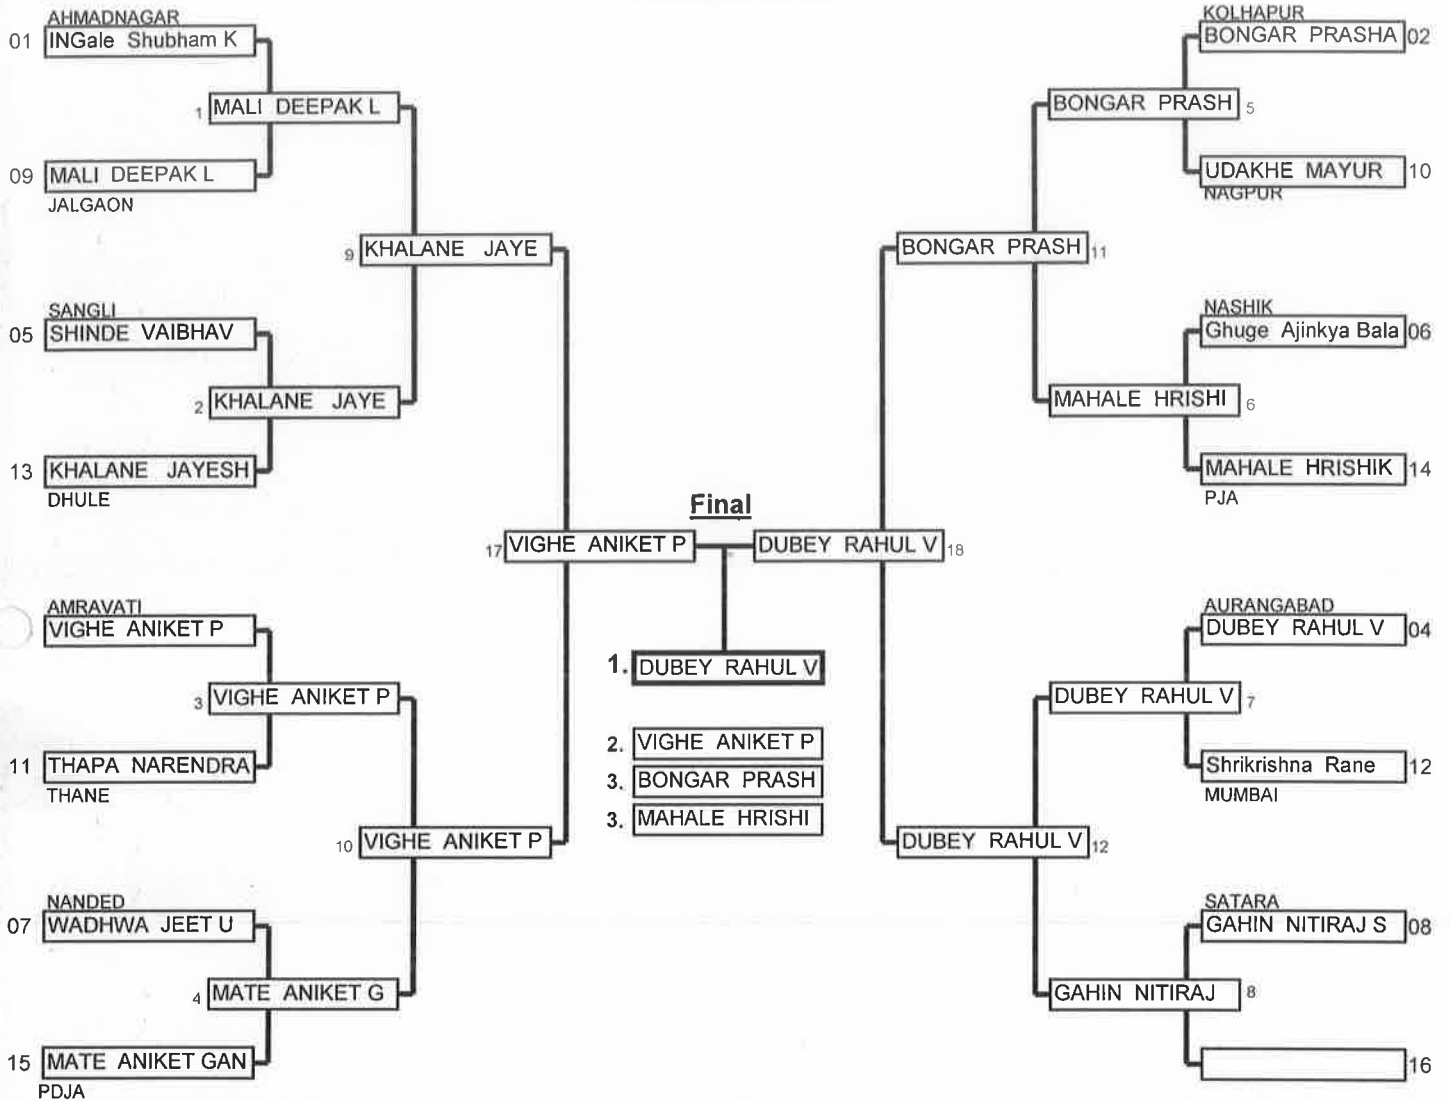 AHMADNAGAR
01 INGale Shubham K
1 MALI DEEPAK L
09 MALI DEEPAK L
JALGAON
9 KHALANE JAYE
SANGLI
05 SHINDE VAIBHAV
2 KHALANE JAYE
13 KHALANE JAYESH
DHULE
17 VIGHE ANIKET P
AMRAVATI
VIGHE ANIKET P
3 VIGHE ANIKET P
11 THAPA NARENDRA
THANE
10 VIGHE ANIKET P
NANDED
07 WADHWA JEET U
4 MATE ANIKET G
15 MATE ANIKET GAN
PDJA
Final
1. DUBEY RAHUL V
2. VIGHE ANIKET P
3. BONGAR PRASH
3. MAHALE HRISHI
KOLHAPUR
BONGAR PRASHA 02
BONGAR PRASH 5
UDAKHE MAYUR 10
NAGPUR
BONGAR PRASH 11
NASHIK
Ghuge Ajinkya Bala 06
MAHALE HRISHI 6
MAHALE HRISHIK 14
PJA
DUBEY RAHUL V 18
AURANGABAD
DUBEY RAHUL V 04
DUBEY RAHUL V 7
Shrikrishna Rane 12
MUMBAI
DUBEY RAHUL V 12
SATARA
GAHIN NITIRAJ S 08
GAHIN NITIRAJ 8
16